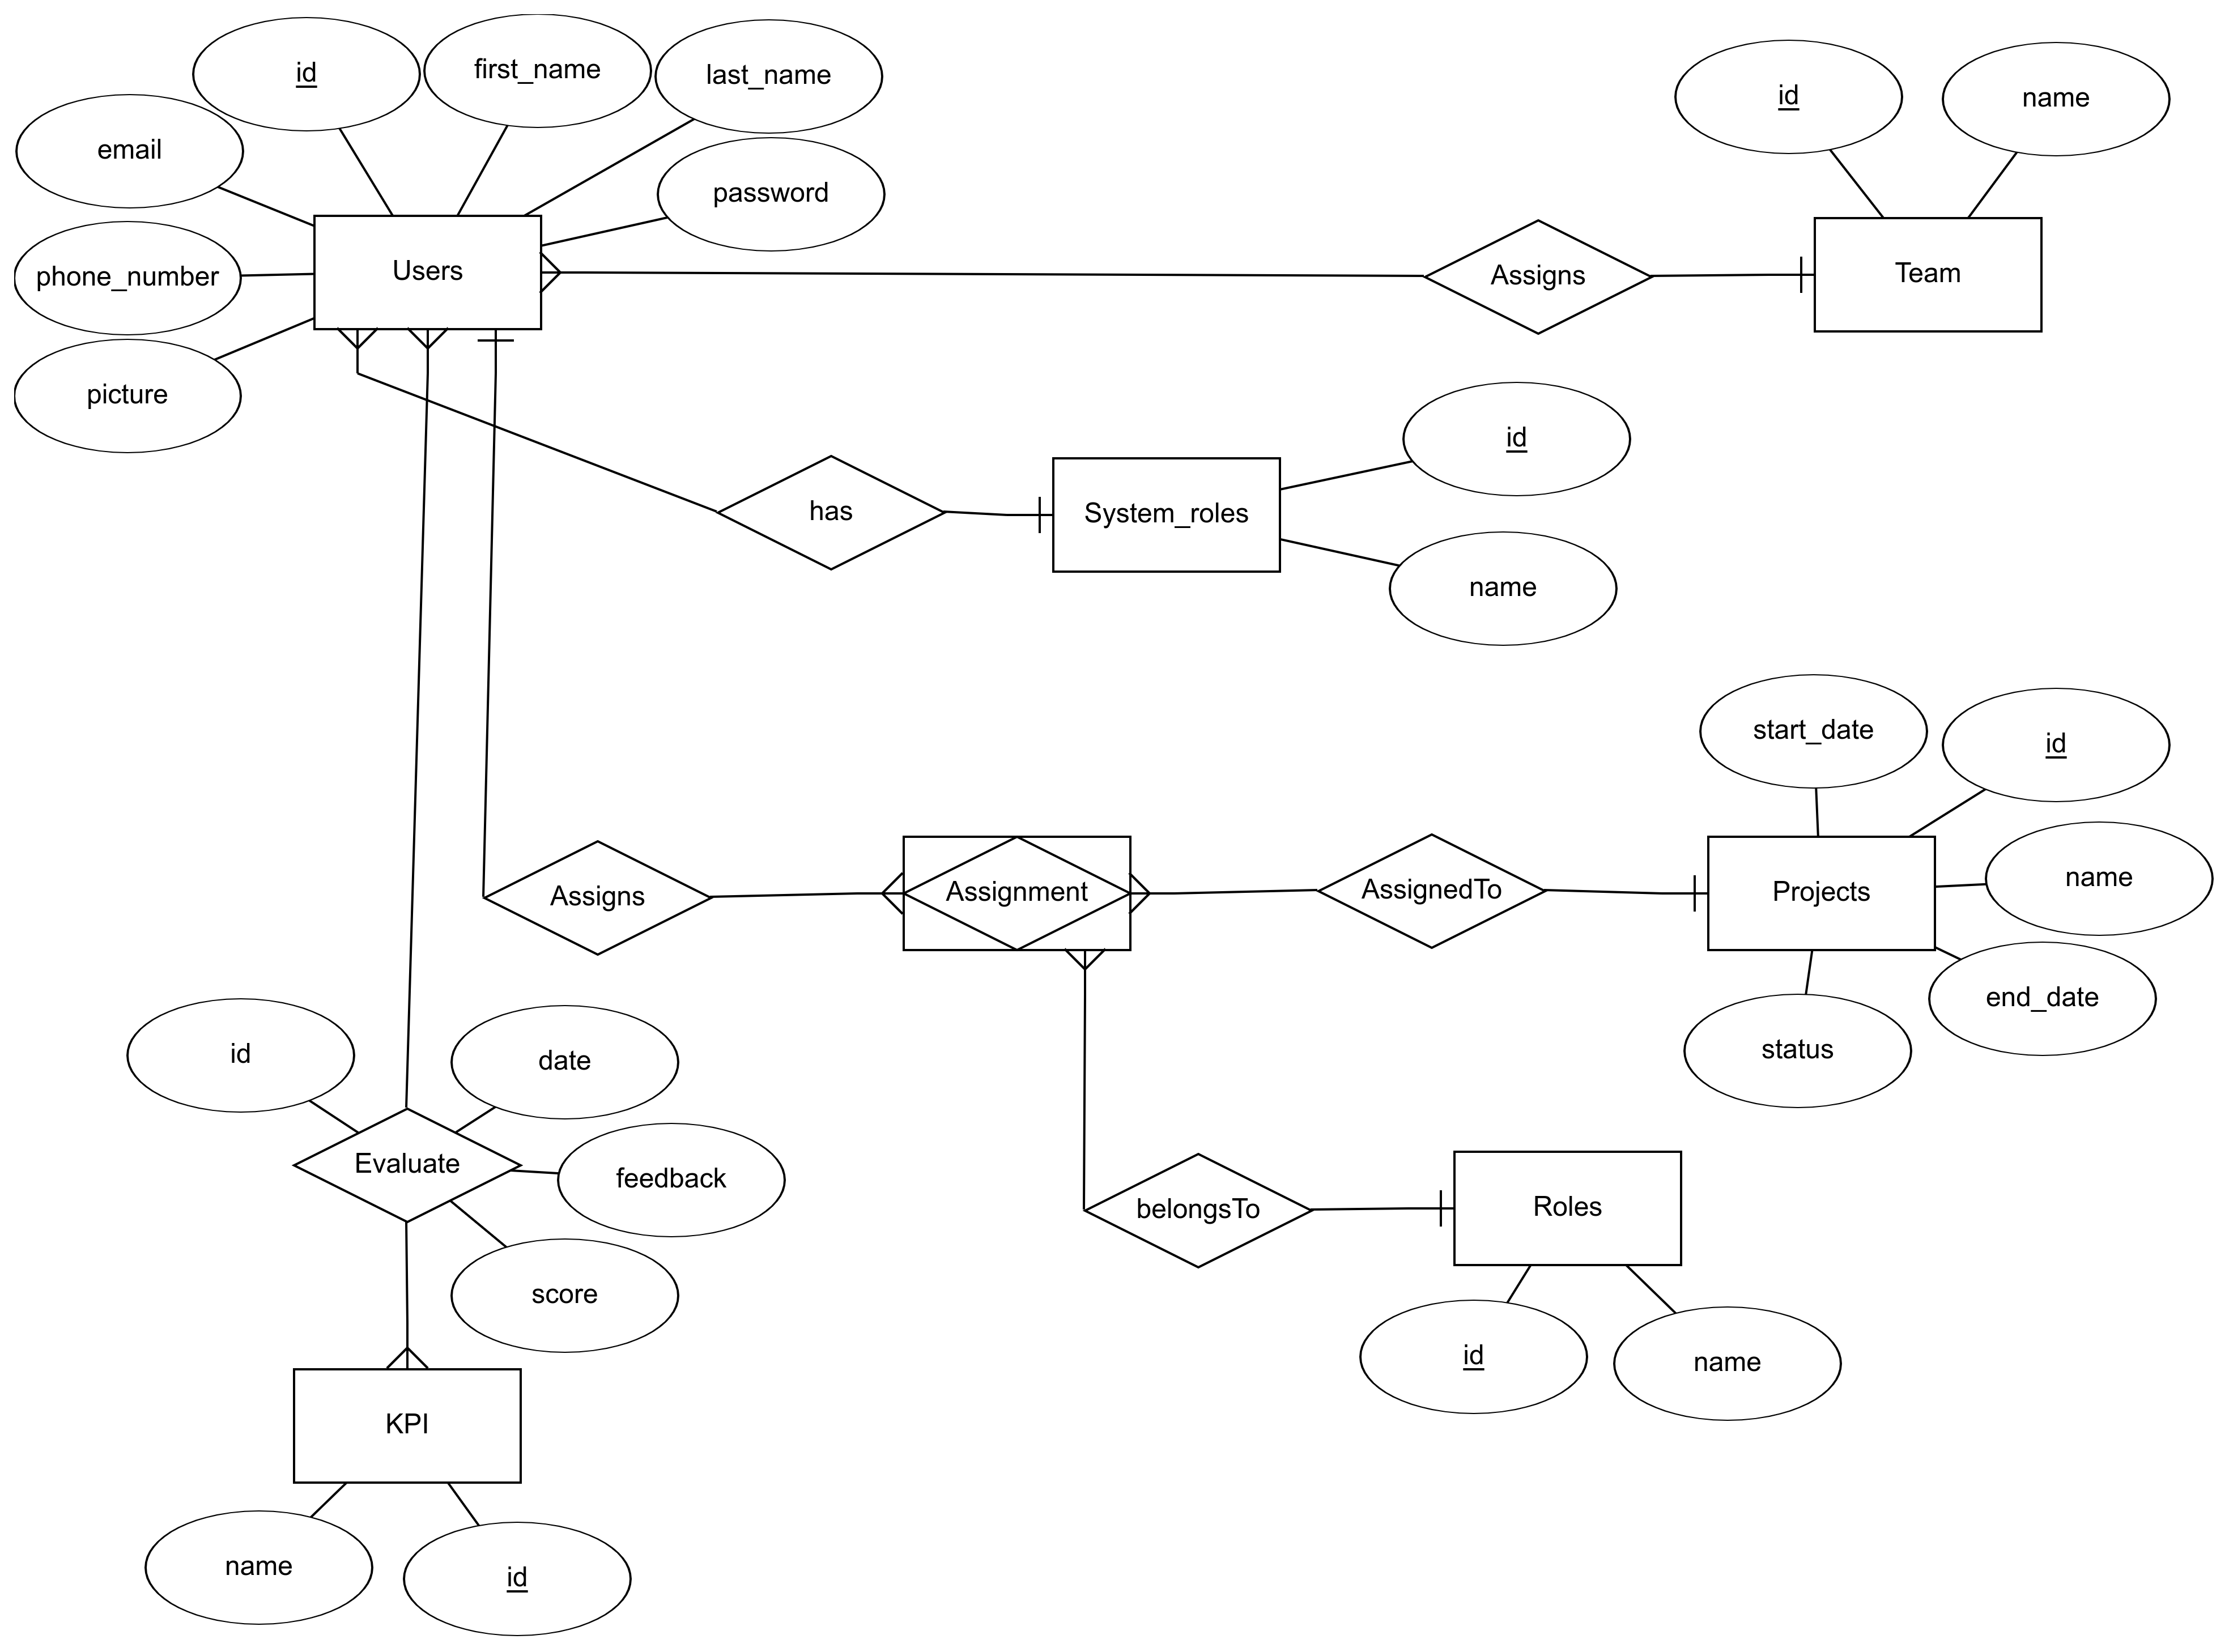 id
first_name
last_name
email
password
phone_number
picture
Users
Assigns
Team
id
name
has
System_roles
id
name
Assigns
Assignment
AssignedTo
Projects
start_date
id
name
end_date
status
id
date
Evaluate
feedback
score
belongsTo
Roles
id
name
KPI
name
id